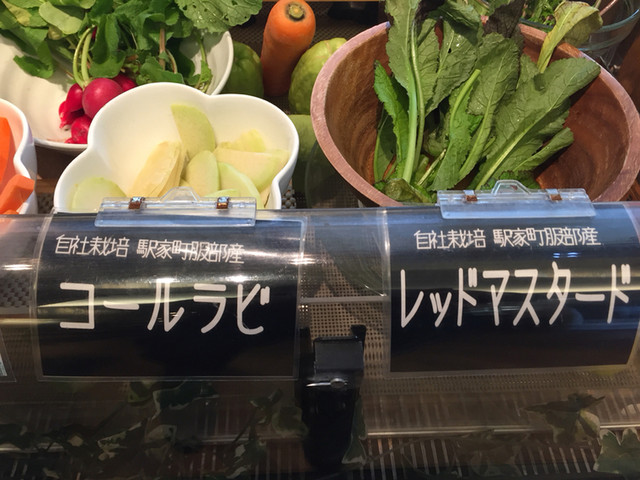 自社栽培 駅家町服部産
コールラビ
自社栽培 駅家町服部産
レッドマスタード